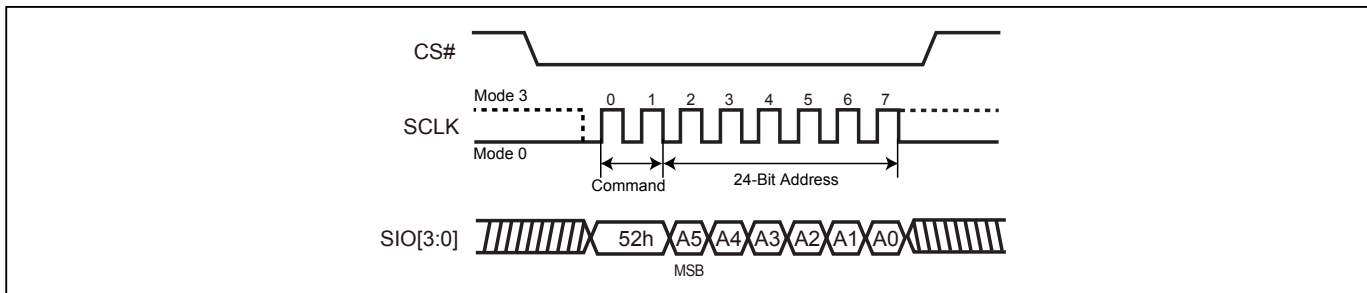 CS#
Mode 3
0 1 2 3 4 5 6 7
SCLK
Mode 0
Command
24-Bit Address
SIO[3:0]
52h A5 A4 A3 A2 A1 A0
MSB